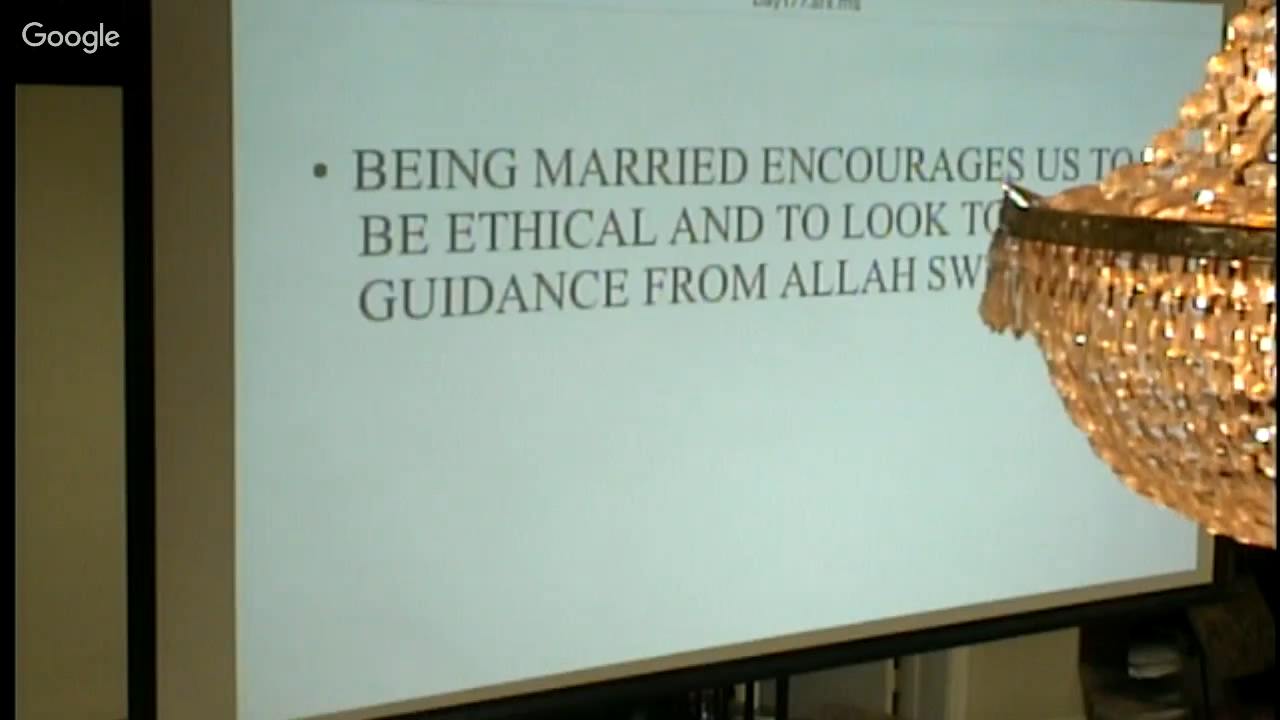 Google
• BEING MARRIED ENCOURAGES US TO
BE ETHICAL AND TO LOOK TO
GUIDANCE FROM ALLAH